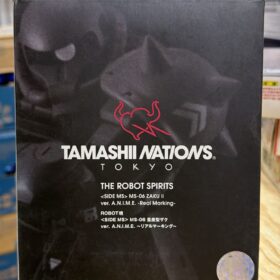 TAMASHII NATIONS
TOKYO
THE ROBOT SPIRITS
<SIDE MS> MS-06 ZAKU II
ver. A.N.I.M.E. -Real Marking-
ROBOT魂
<SIDE MS> MS-06 量産型ザク
ver. A.N.I.M.E. ～リアルマーキング～